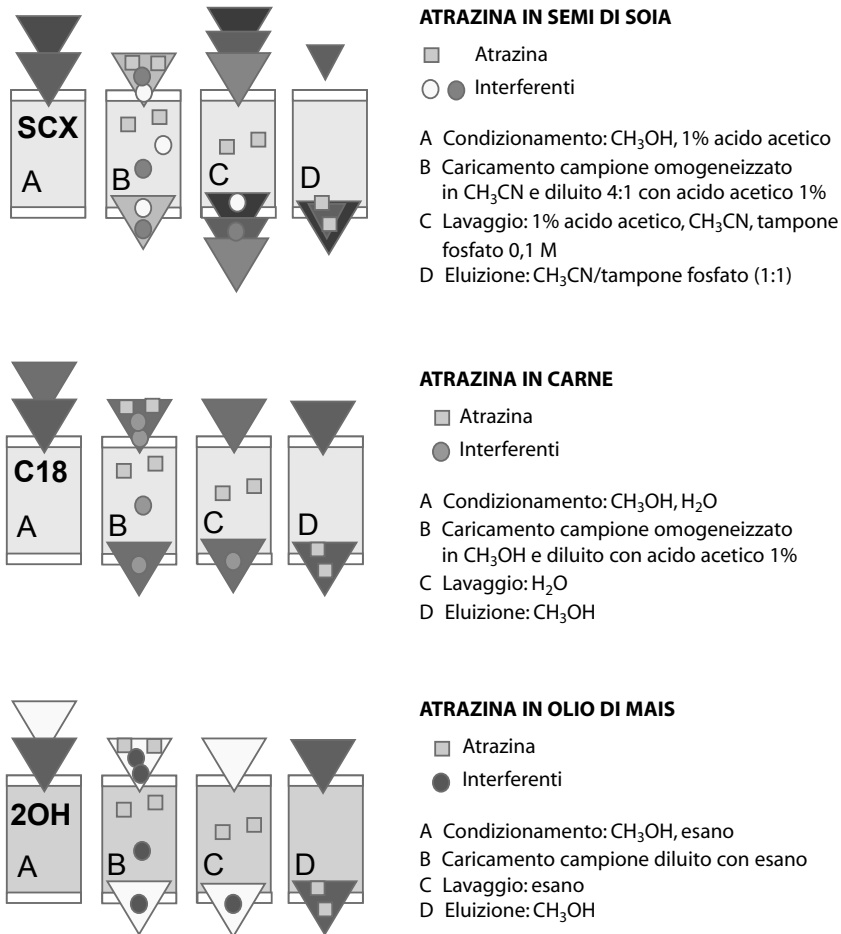 ATRAZINA IN SEMI DI SOIA
Atrazina
Interferenti
SCX
A
B
C
D
A Condizionamento: CH₃OH, 1% acido acetico
B Caricamento campione omogeneizzato
in CH₃CN e diluito 4:1 con acido acetico 1%
C Lavaggio: 1% acido acetico, CH₃CN, tampone
fosfato 0,1 M
D Eluizione: CH₃CN/tampone fosfato (1:1)
ATRAZINA IN CARNE
Atrazina
Interferenti
C18
A
B
C
D
A Condizionamento: CH₃OH, H₂O
B Caricamento campione omogeneizzato
in CH₃OH e diluito con acido acetico 1%
C Lavaggio: H₂O
D Eluizione: CH₃OH
ATRAZINA IN OLIO DI MAIS
Atrazina
Interferenti
2OH
A
B
C
D
A Condizionamento: CH₃OH, esano
B Caricamento campione diluito con esano
C Lavaggio: esano
D Eluizione: CH₃OH